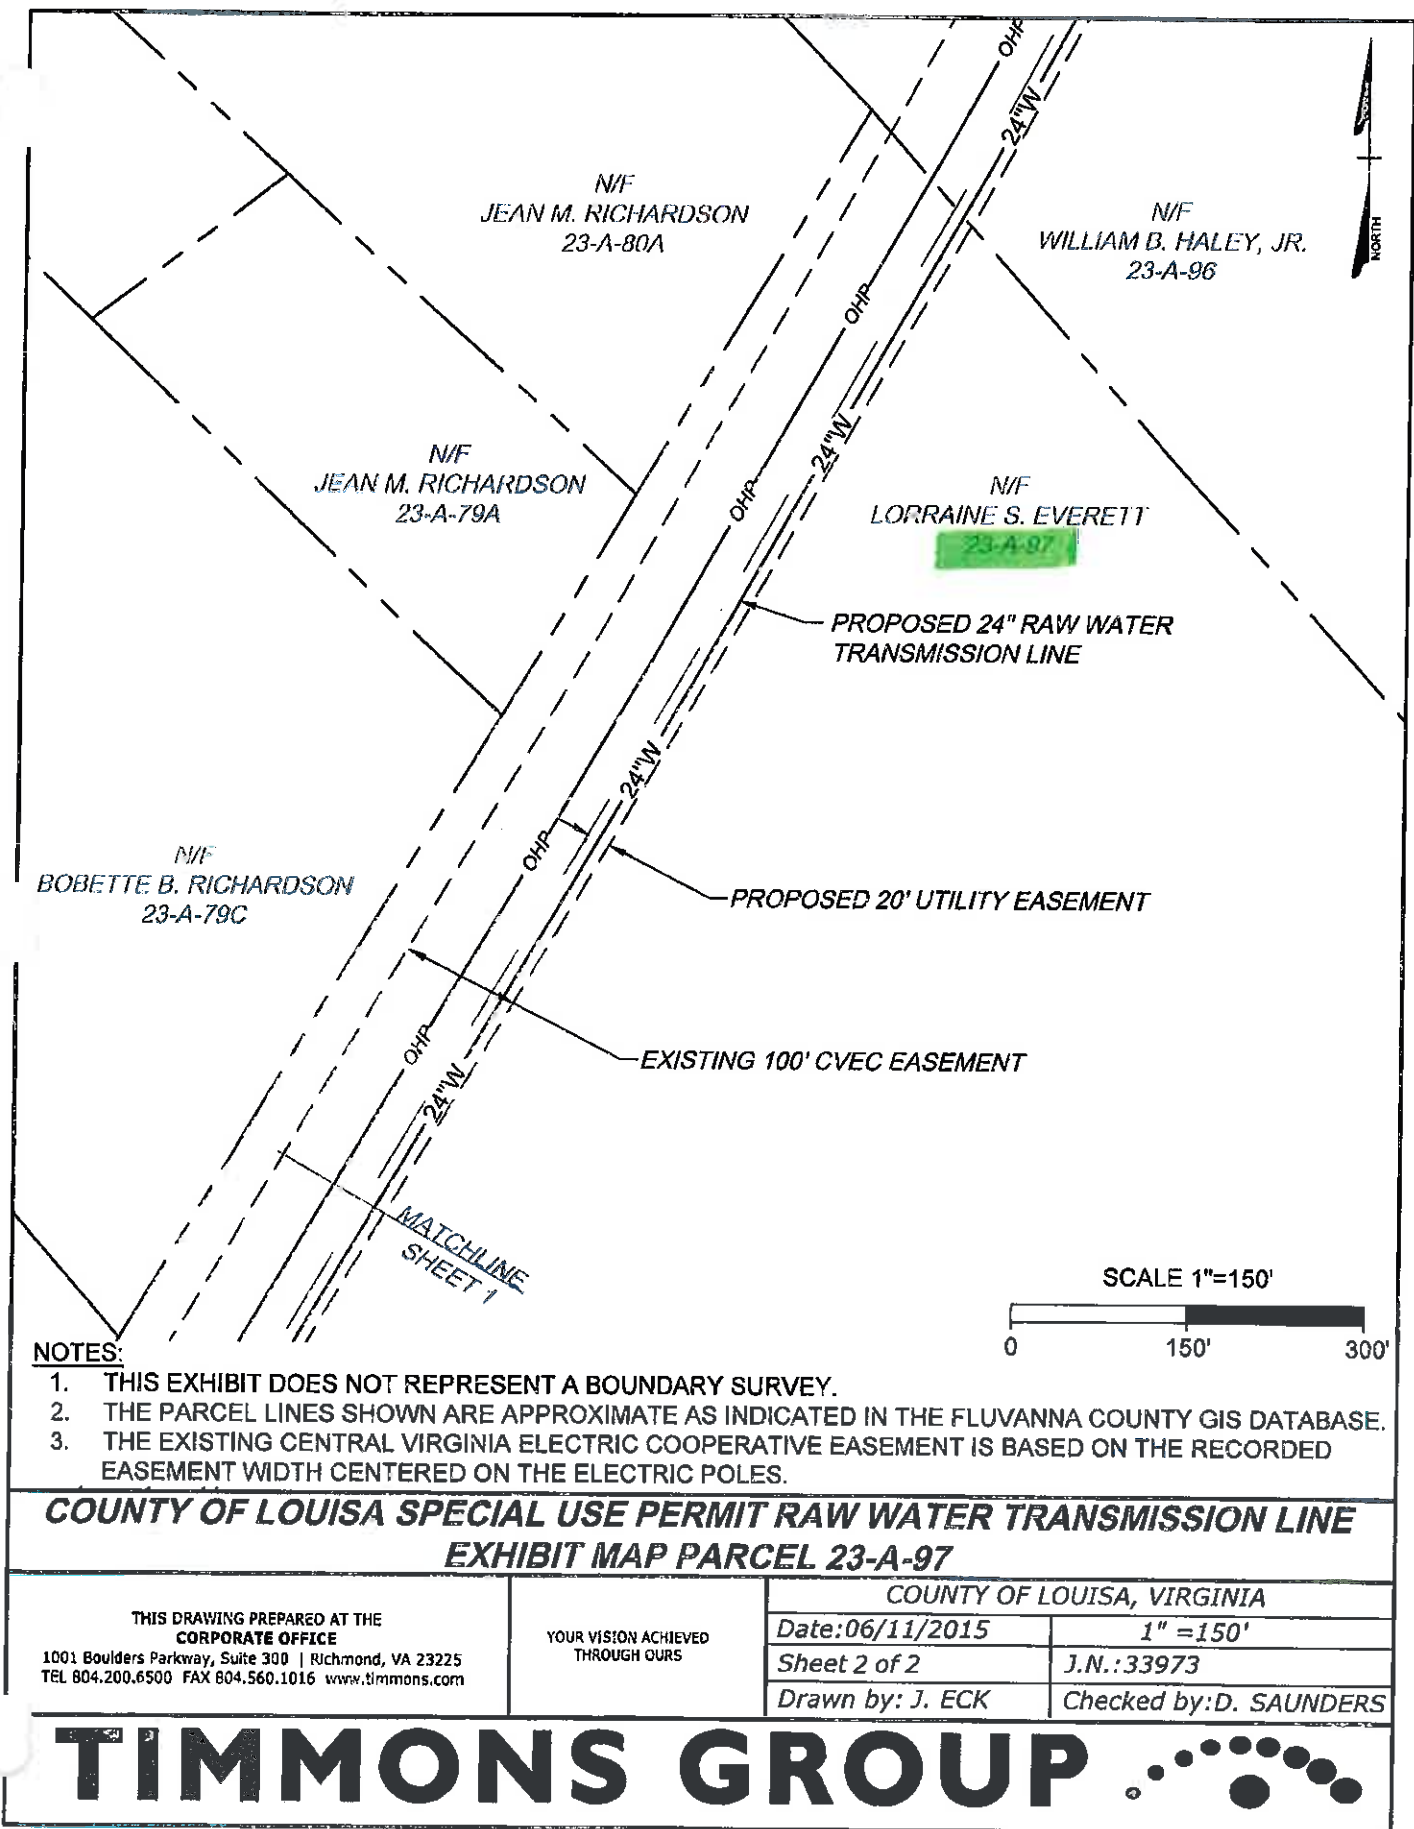 OHP
24"W
N/F
JEAN M. RICHARDSON
23-A-80A
N/F
WILLIAM B. HALEY, JR.
23-A-96
NORTH
OHP
24"W
N/F
JEAN M. RICHARDSON
23-A-79A
OHP
N/F
LORRAINE S. EVERETT
23-A-97
PROPOSED 24" RAW WATER
TRANSMISSION LINE
24"W
OHP
N/F
BOBETTE B. RICHARDSON
23-A-79C
PROPOSED 20' UTILITY EASEMENT
OHP
EXISTING 100' CVEC EASEMENT
24"W
MATCHLINE
SHEET 1
SCALE 1"=150'
0 150' 300'
NOTES:
1. THIS EXHIBIT DOES NOT REPRESENT A BOUNDARY SURVEY.
2. THE PARCEL LINES SHOWN ARE APPROXIMATE AS INDICATED IN THE FLUVANNA COUNTY GIS DATABASE.
3. THE EXISTING CENTRAL VIRGINIA ELECTRIC COOPERATIVE EASEMENT IS BASED ON THE RECORDED
EASEMENT WIDTH CENTERED ON THE ELECTRIC POLES.
COUNTY OF LOUISA SPECIAL USE PERMIT RAW WATER TRANSMISSION LINE
EXHIBIT MAP PARCEL 23-A-97
THIS DRAWING PREPARED AT THE
CORPORATE OFFICE
1001 Boulders Parkway, Suite 300 | Richmond, VA 23225
TEL 804.200.6500 FAX 804.560.1016 www.timmons.com
YOUR VISION ACHIEVED
THROUGH OURS
COUNTY OF LOUISA, VIRGINIA
Date:06/11/2015 1" =150'
Sheet 2 of 2 J.N.:33973
Drawn by: J. ECK Checked by:D. SAUNDERS
TIMMONS GROUP